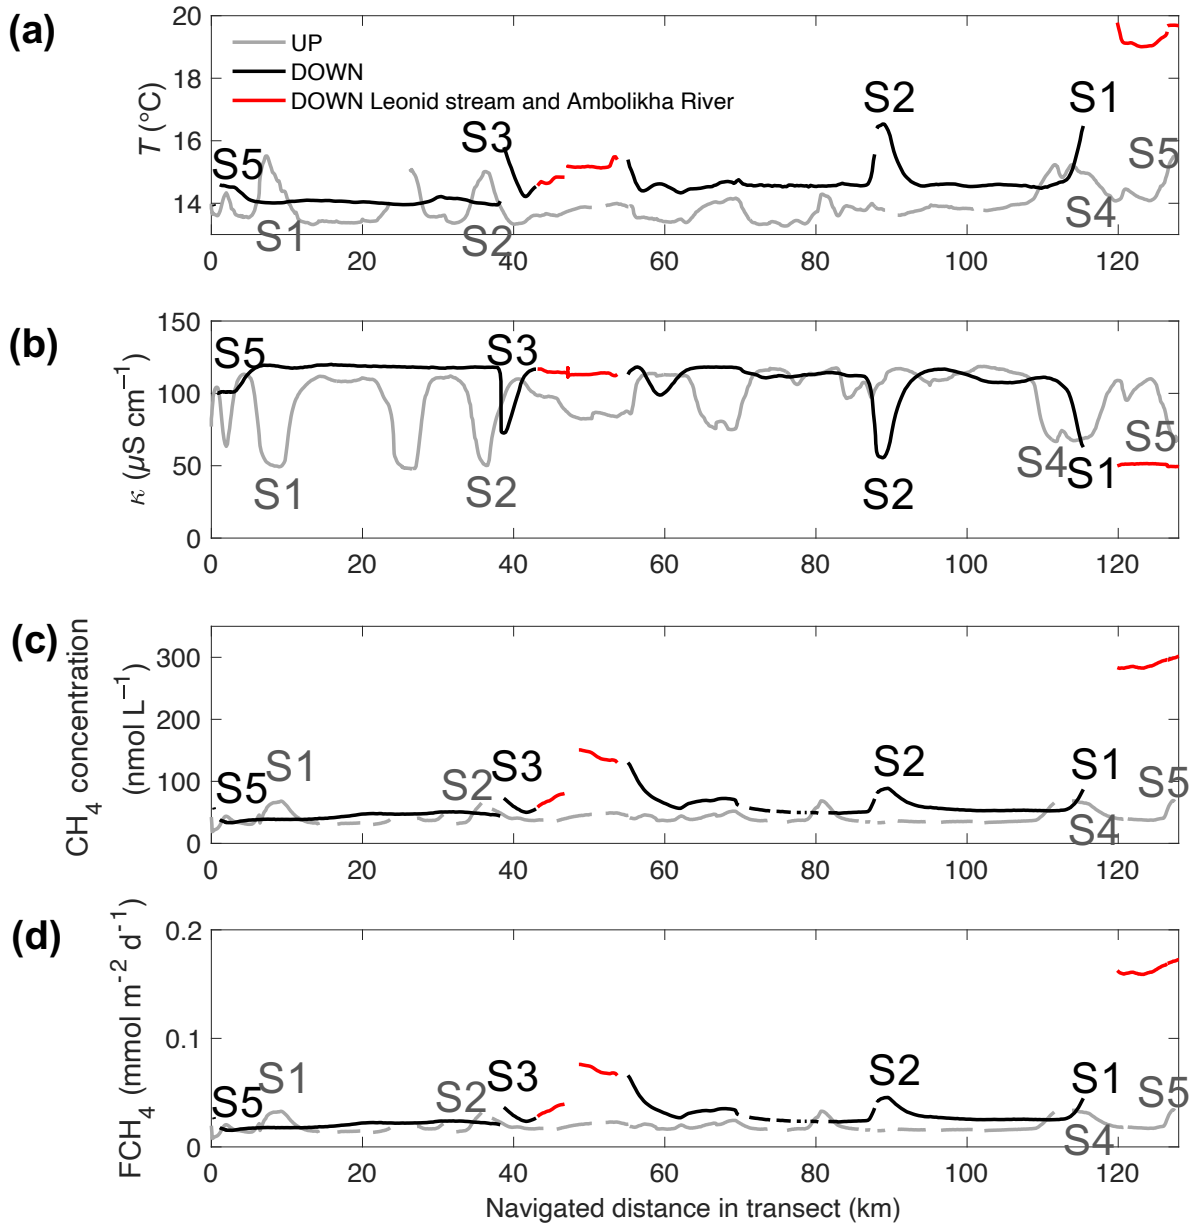 (a)
T (°C)
20
18
16
14
UP
DOWN
DOWN Leonid stream and Ambolikha River
S5
S1
S2
S3
S2
S1
S4
S5
0 20 40 60 80 100 120
(b)
κ (μS cm⁻¹)
150
100
50
0
S5
S1
S2
S3
S2
S4
S1
S5
0 20 40 60 80 100 120
(c)
CH₄ concentration
(nmol L⁻¹)
300
200
100
0
S5
S1
S2
S3
S2
S1
S4
S5
0 20 40 60 80 100 120
(d)
FCH₄ (mmol m⁻² d⁻¹)
0.2
0.1
0
S5
S1
S2
S3
S2
S1
S4
S5
0 20 40 60 80 100 120
Navigated distance in transect (km)